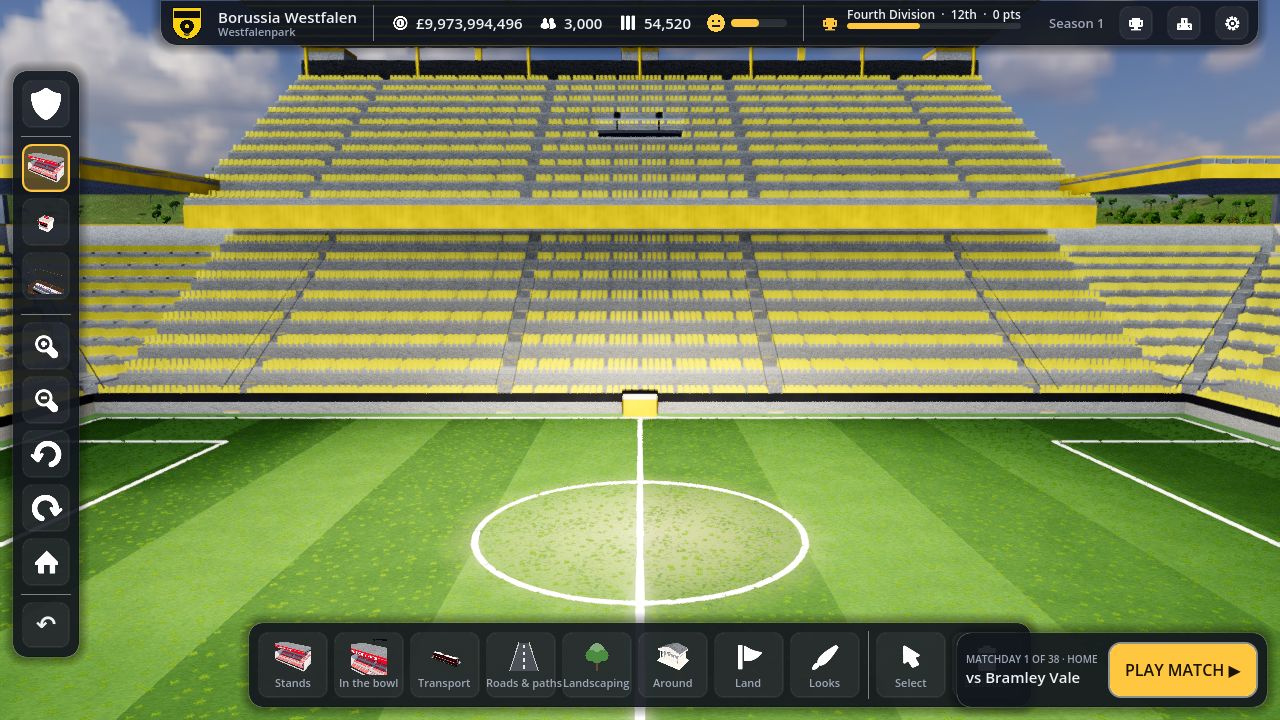 Borussia Westfalen
Westfalenpark
£9,973,994,496
3,000
54,520
Fourth Division · 12th · 0 pts
Season 1
Stands
In the bowl
Transport
Roads & paths
Landscaping
Around
Land
Looks
Select
MATCHDAY 1 OF 38 · HOME
vs Bramley Vale
PLAY MATCH ▶